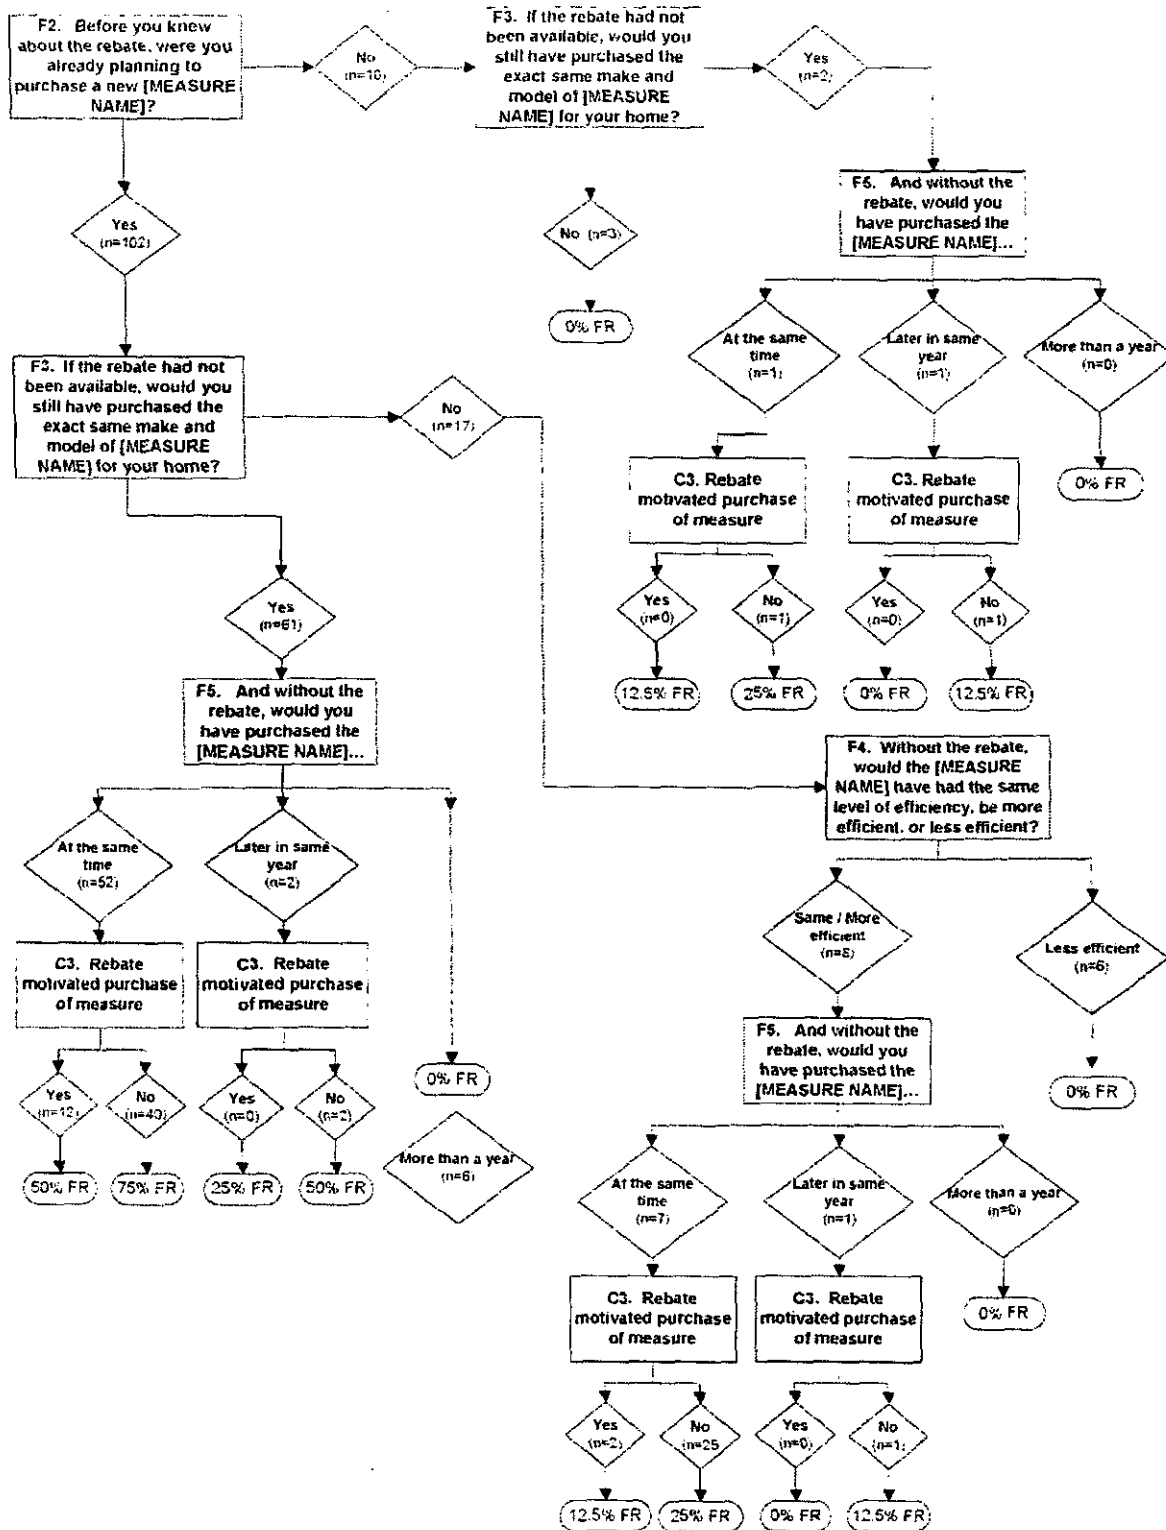 F2. Before you knew
about the rebate, were you
already planning to
purchase a new [MEASURE
NAME]?
No
(n=10)
F3. If the rebate had not
been available, would you
still have purchased the
exact same make and
model of [MEASURE
NAME] for your home?
Yes
(n=2)
Yes
(n=102)
No (n=3)
0% FR
F5. And without the
rebate, would you
have purchased the
[MEASURE NAME]...
At the same
time
(n=1)
Later in same
year
(n=1)
More than a year
(n=0)
0% FR
F3. If the rebate had not
been available, would you
still have purchased the
exact same make and
model of [MEASURE
NAME] for your home?
No
(n=17)
C3. Rebate
motivated purchase
of measure
C3. Rebate
motivated purchase
of measure
Yes
(n=0)
No
(n=1)
Yes
(n=0)
No
(n=1)
12.5% FR
25% FR
0% FR
12.5% FR
Yes
(n=61)
F5. And without the
rebate, would you
have purchased the
[MEASURE NAME]...
F4. Without the rebate,
would the [MEASURE
NAME] have had the same
level of efficiency, be more
efficient, or less efficient?
At the same
time
(n=52)
Later in same
year
(n=2)
Same / More
efficient
(n=8)
Less efficient
(n=6)
0% FR
C3. Rebate
motivated purchase
of measure
C3. Rebate
motivated purchase
of measure
Yes
(n=12)
No
(n=40)
Yes
(n=0)
No
(n=2)
0% FR
More than a year
(n=6)
50% FR
75% FR
25% FR
50% FR
F5. And without the
rebate, would you
have purchased the
[MEASURE NAME]...
At the same
time
(n=7)
Later in same
year
(n=1)
More than a year
(n=0)
0% FR
C3. Rebate
motivated purchase
of measure
C3. Rebate
motivated purchase
of measure
Yes
(n=2)
No
(n=25
Yes
(n=0)
No
(n=1)
12.5% FR
25% FR
0% FR
12.5% FR